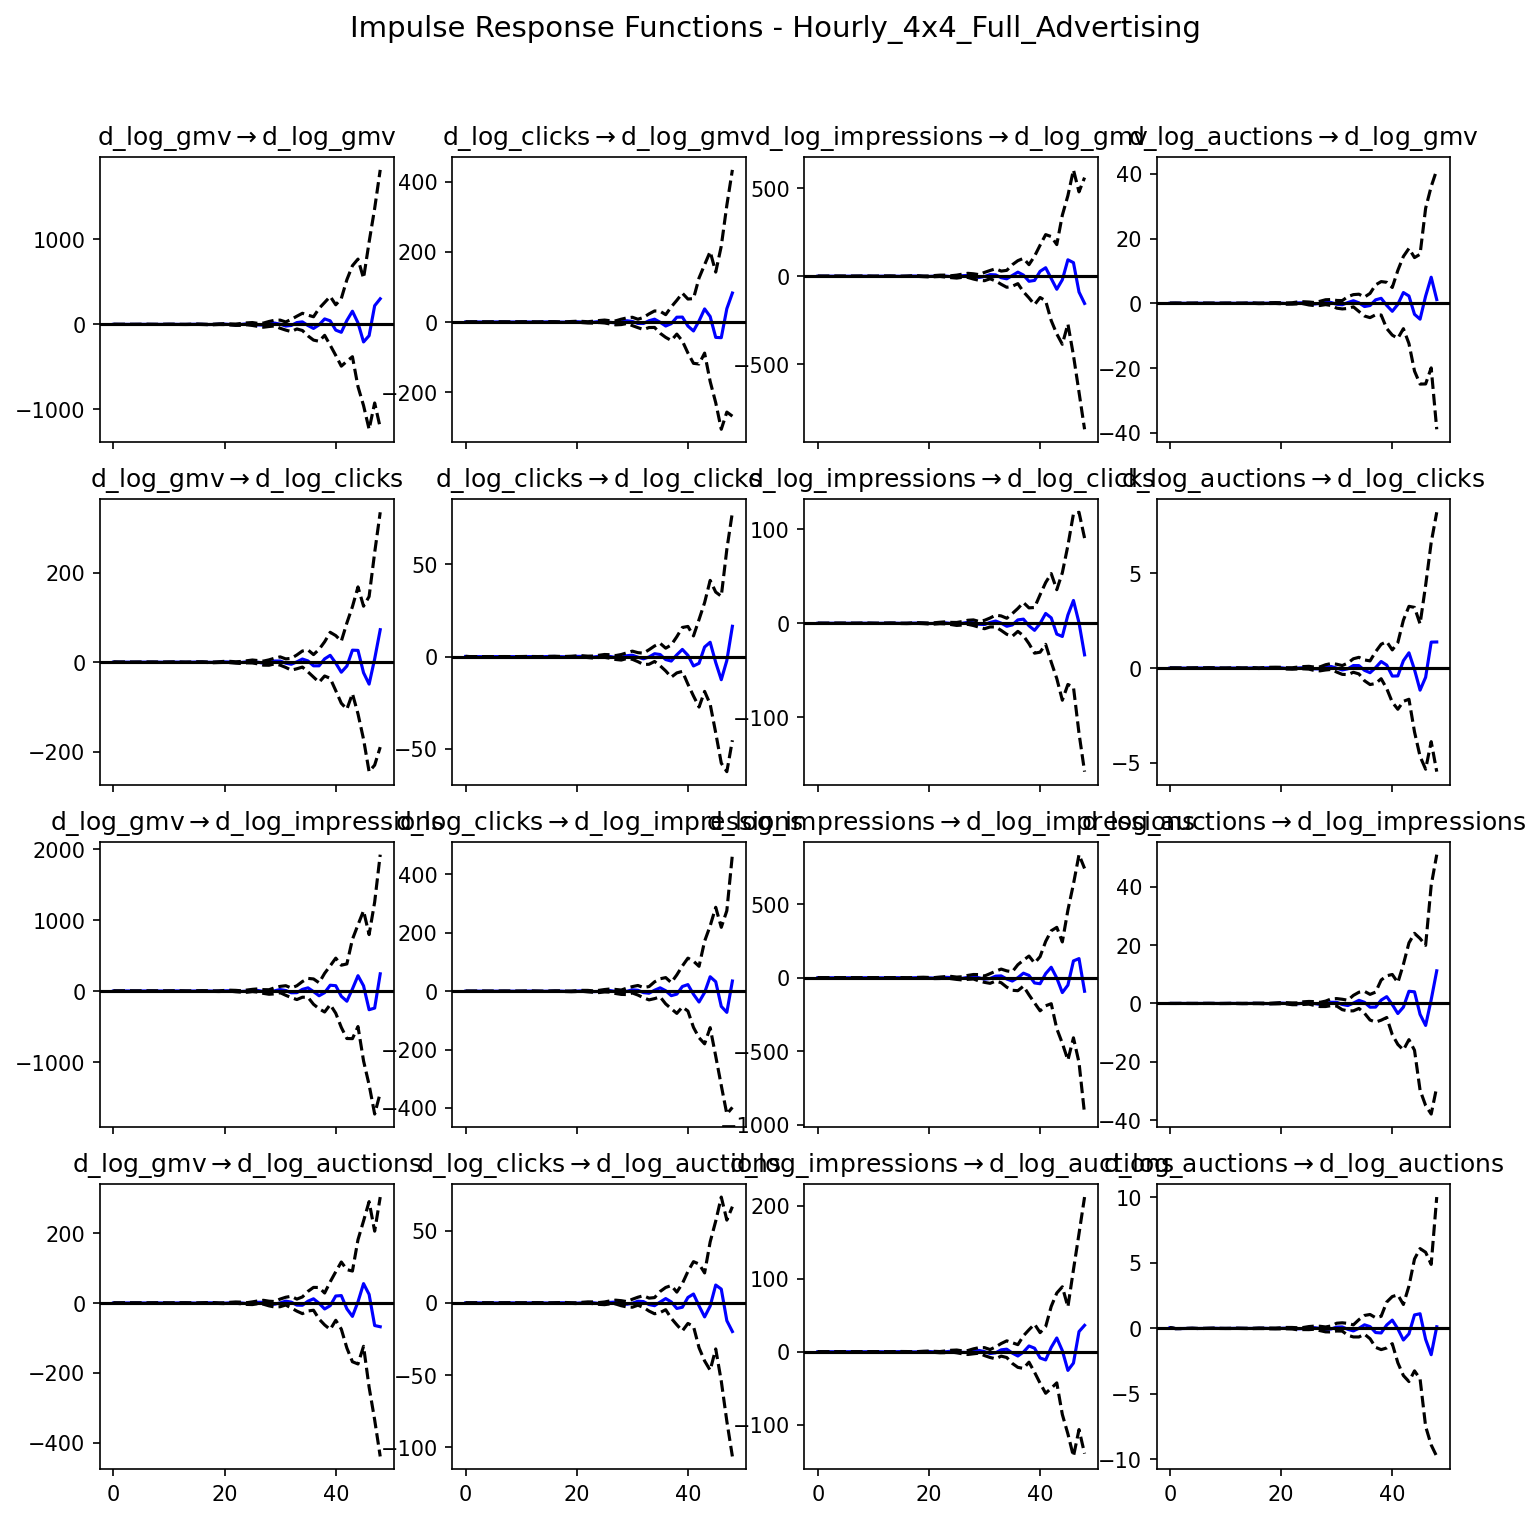 Impulse Response Functions - Hourly_4x4_Full_Advertising
d_log_gmv→d_log_gmv
d_log_clicks→d_log_gmv
d_log_impressions→d_log_gmv
d_log_auctions→d_log_gmv
1000
0
−1000
400
200
0
−200
500
0
−500
40
20
0
−20
−40
d_log_gmv→d_log_clicks
d_log_clicks→d_log_clicks
d_log_impressions→d_log_clicks
d_log_auctions→d_log_clicks
200
0
−200
50
0
−50
100
0
−100
5
0
−5
d_log_gmv→d_log_impressions
d_log_clicks→d_log_impressions
d_log_impressions→d_log_impressions
d_log_auctions→d_log_impressions
2000
1000
0
−1000
400
200
0
−200
−400
500
0
−500
−1000
40
20
0
−20
−40
d_log_gmv→d_log_auctions
d_log_clicks→d_log_auctions
d_log_impressions→d_log_auctions
d_log_auctions→d_log_auctions
200
0
−200
−400
50
0
−50
−100
200
100
0
−100
10
5
0
−5
−10
0 20 40
0 20 40
0 20 40
0 20 40